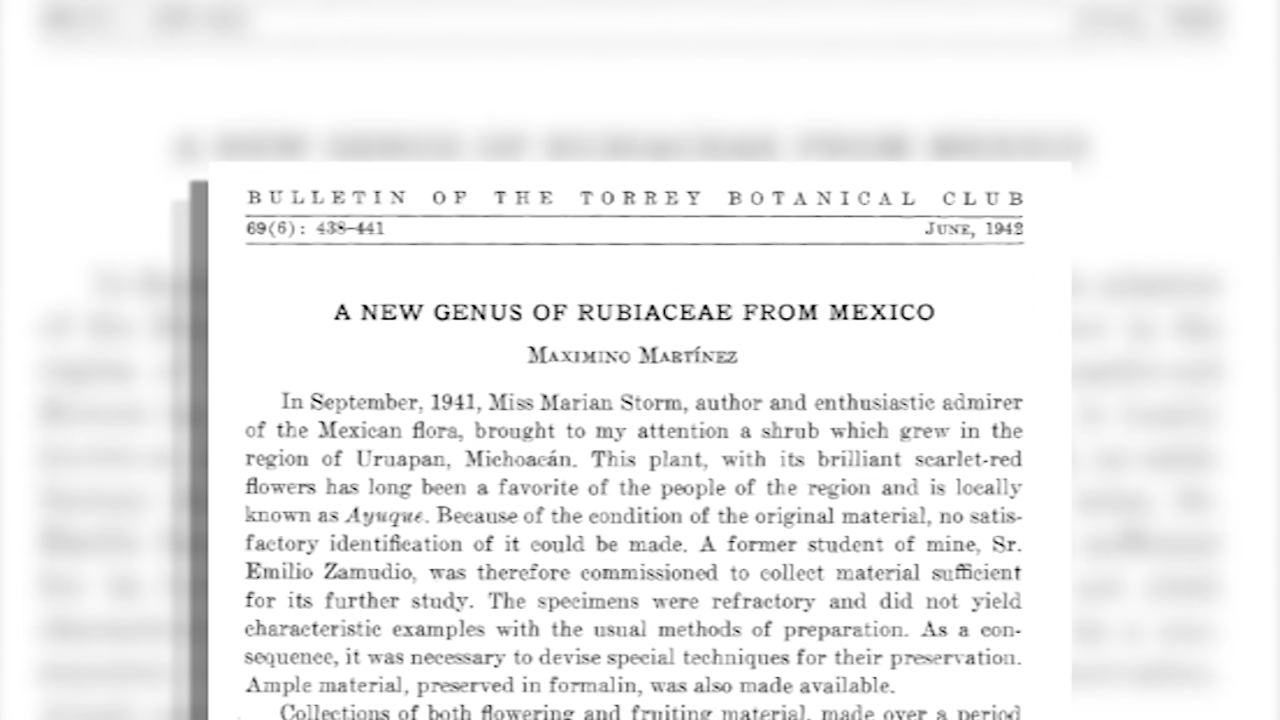 BULLETIN OF THE TORREY BOTANICAL CLUB
69(6): 438–441 JUNE, 1942
A NEW GENUS OF RUBIACEAE FROM MEXICO
MAXIMINO MARTÍNEZ
In September, 1941, Miss Marian Storm, author and enthusiastic admirer
of the Mexican flora, brought to my attention a shrub which grew in the
region of Uruapan, Michoacán. This plant, with its brilliant scarlet-red
flowers has long been a favorite of the people of the region and is locally
known as Ayuque. Because of the condition of the original material, no satis-
factory identification of it could be made. A former student of mine, Sr.
Emilio Zamudio, was therefore commissioned to collect material sufficient
for its further study. The specimens were refractory and did not yield
characteristic examples with the usual methods of preparation. As a con-
sequence, it was necessary to devise special techniques for their preservation.
Ample material, preserved in formalin, was also made available.
Collections of both flowering and fruiting material, made over a period